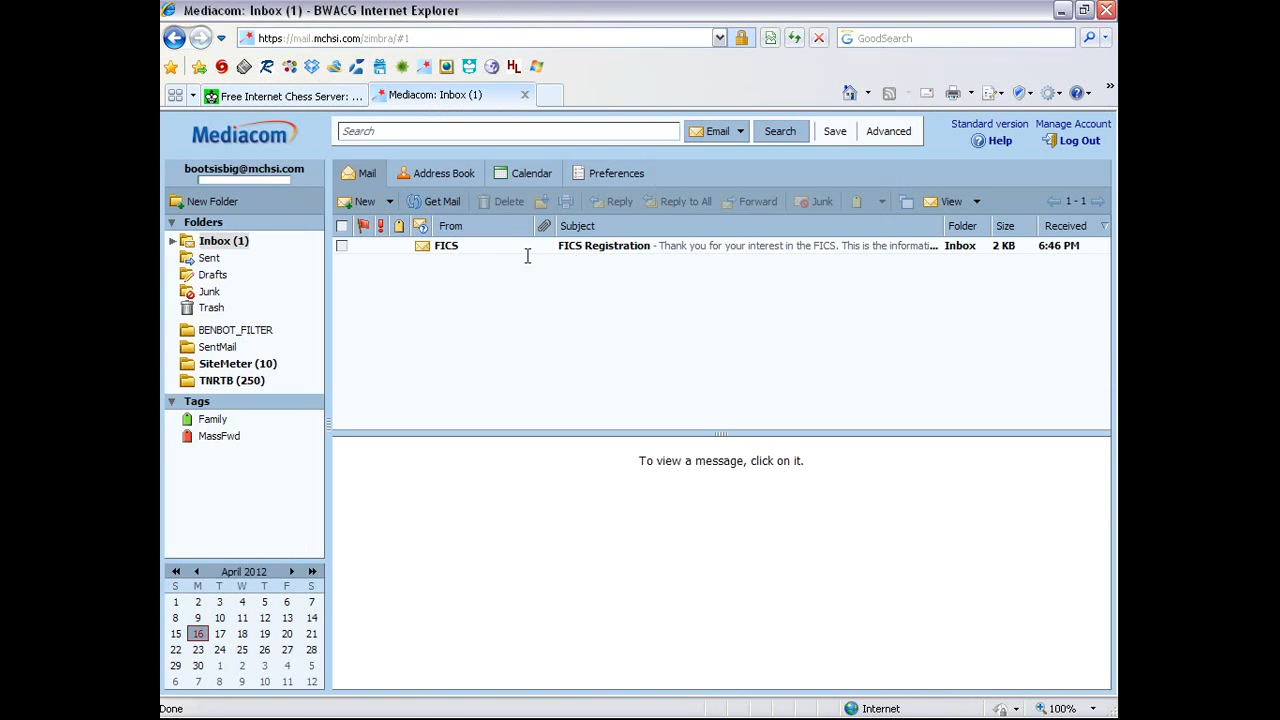 Mediacom: Inbox (1) - BWACG Internet Explorer
https://mail.mchsi.com/zimbra/#1
GoodSearch
HL
Free Internet Chess Server: ...
Mediacom: Inbox (1)
Mediacom
Search
Email
Search
Save
Advanced
Standard version
Manage Account
Help
Log Out
bootsisbig@mchsi.com
Mail
Address Book
Calendar
Preferences
New Folder
New
Get Mail
Delete
Reply
Reply to All
Forward
Junk
View
1 - 1
Folders
From
Subject
Folder
Size
Received
Inbox (1)
FICS
FICS Registration - Thank you for your interest in the FICS. This is the informati...
Inbox
2 KB
6:46 PM
Sent
Drafts
Junk
Trash
BENBOT_FILTER
SentMail
SiteMeter (10)
TNRTB (250)
Tags
Family
MassFwd
To view a message, click on it.
April 2012
S M T W T F S
1 2 3 4 5 6 7
8 9 10 11 12 13 14
15 16 17 18 19 20 21
22 23 24 25 26 27 28
29 30 1 2 3 4 5
6 7 8 9 10 11 12
Done
Internet
100%